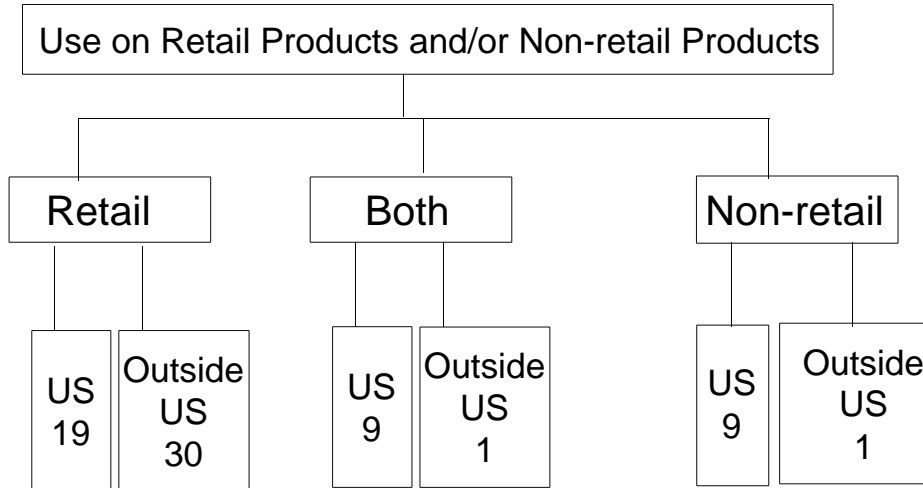 Use on Retail Products and/or Non-retail Products
Retail
Both
Non-retail
US
19
Outside
US
30
US
9
Outside
US
1
US
9
Outside
US
1